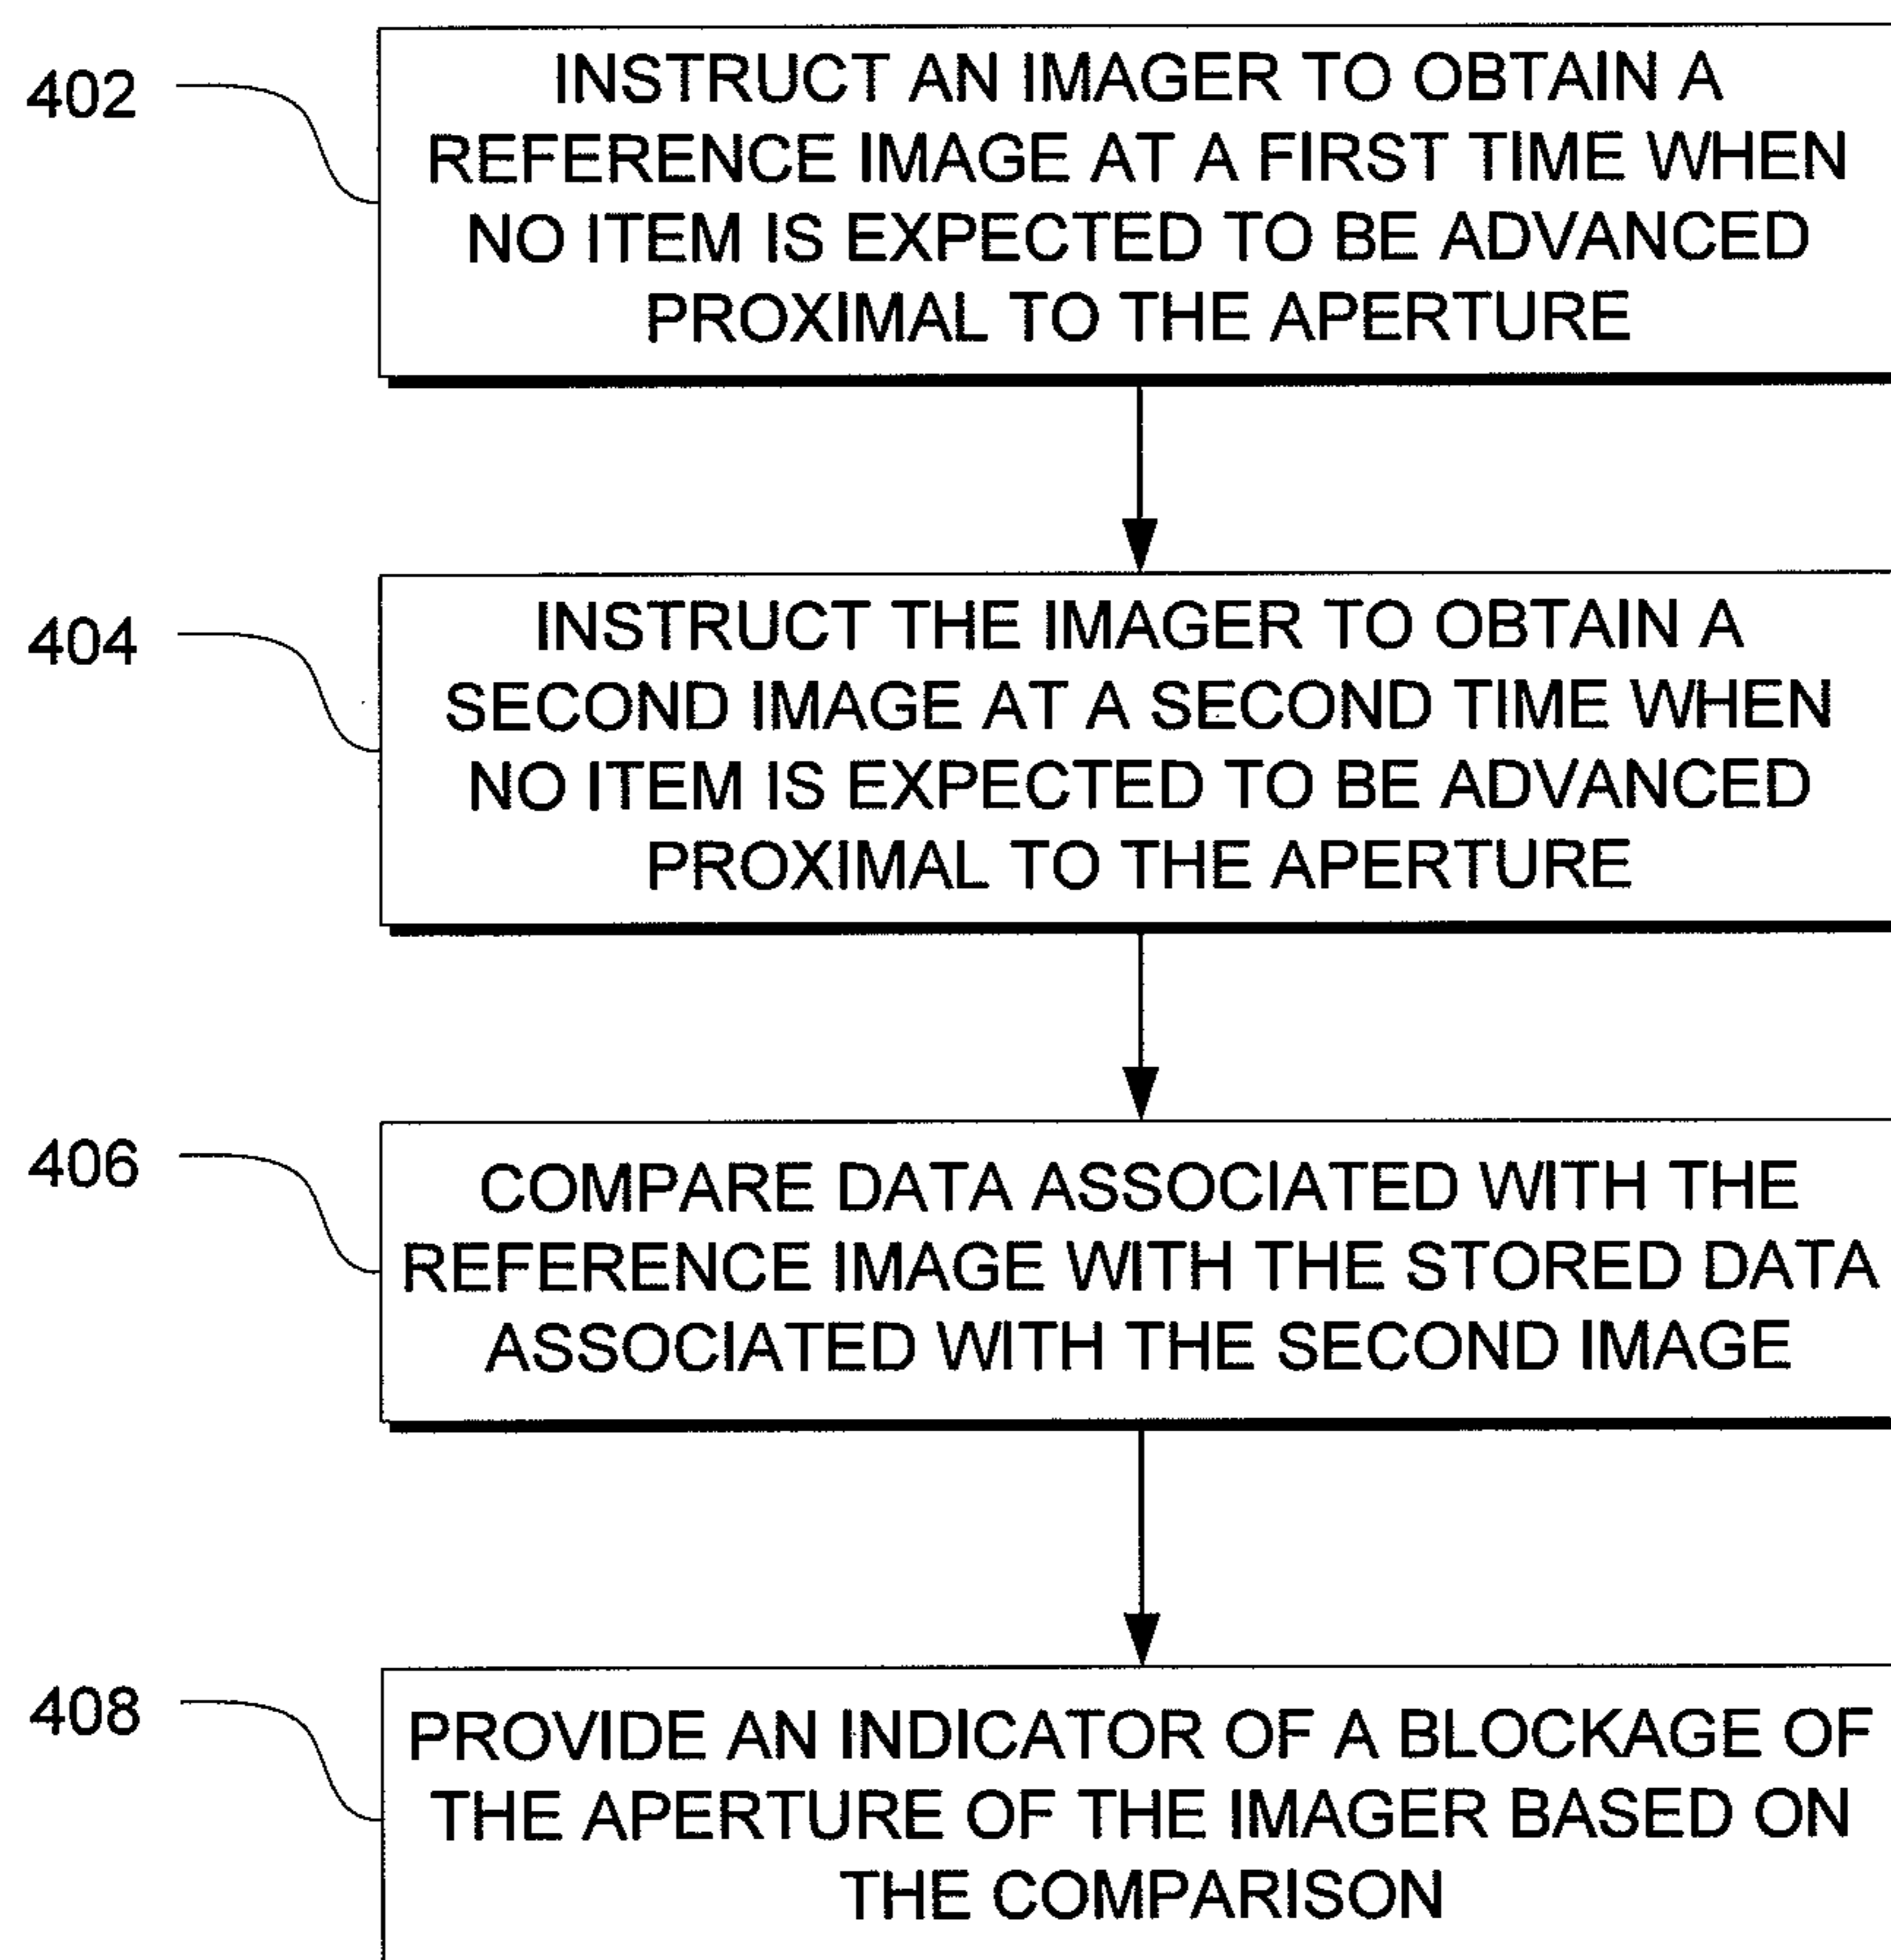 402
INSTRUCT AN IMAGER TO OBTAIN A
REFERENCE IMAGE AT A FIRST TIME WHEN
NO ITEM IS EXPECTED TO BE ADVANCED
PROXIMAL TO THE APERTURE
404
INSTRUCT THE IMAGER TO OBTAIN A
SECOND IMAGE AT A SECOND TIME WHEN
NO ITEM IS EXPECTED TO BE ADVANCED
PROXIMAL TO THE APERTURE
406
COMPARE DATA ASSOCIATED WITH THE
REFERENCE IMAGE WITH THE STORED DATA
ASSOCIATED WITH THE SECOND IMAGE
408
PROVIDE AN INDICATOR OF A BLOCKAGE OF
THE APERTURE OF THE IMAGER BASED ON
THE COMPARISON